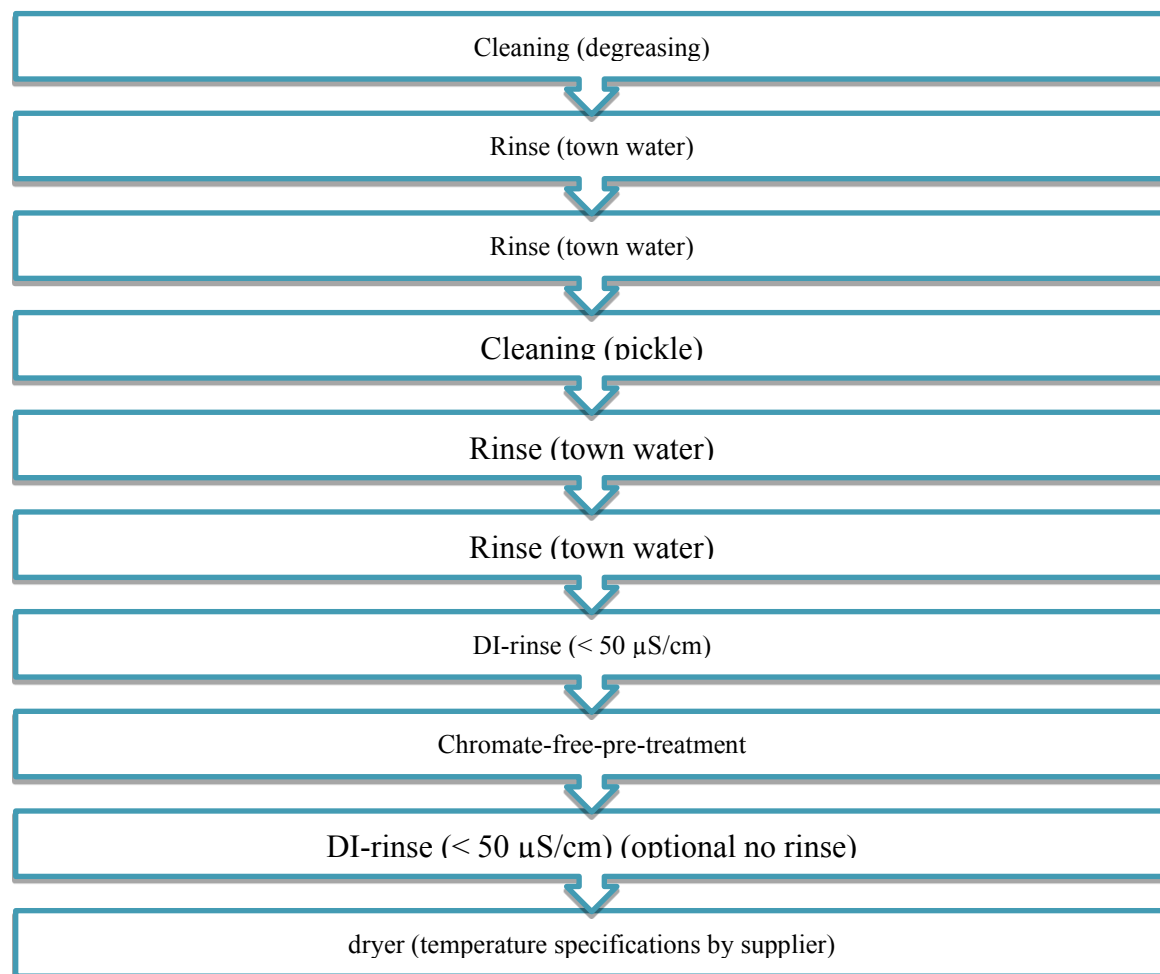 Cleaning (degreasing)
Rinse (town water)
Rinse (town water)
Cleaning (pickle)
Rinse (town water)
Rinse (town water)
DI-rinse (< 50 µS/cm)
Chromate-free-pre-treatment
DI-rinse (< 50 µS/cm) (optional no rinse)
dryer (temperature specifications by supplier)